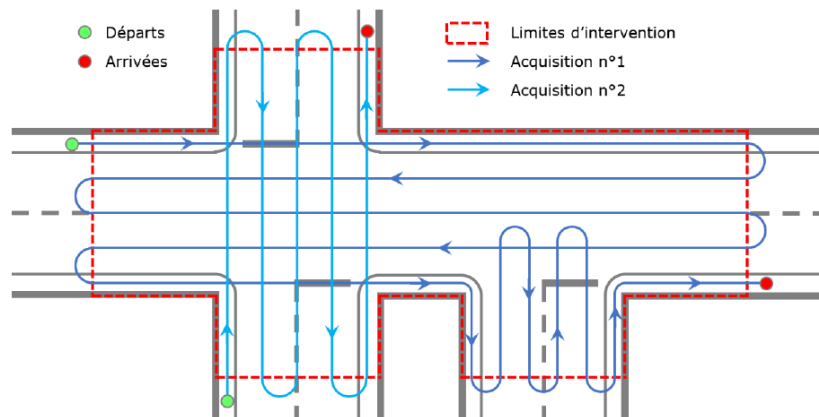 Départs
Arrivées
Limites d'intervention
Acquisition n°1
Acquisition n°2